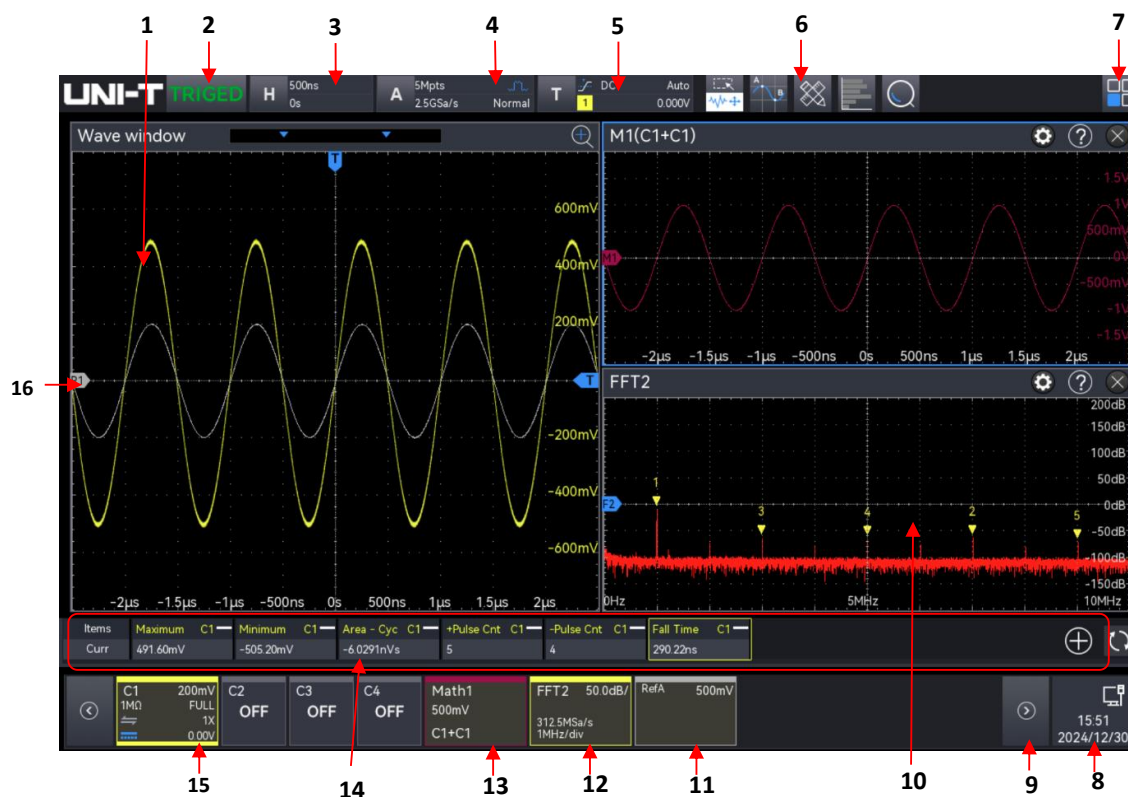 1 2 3 4 5 6 7
UNI-T TRIGED H 500ns 0s A 5Mpts 2.5GSa/s Normal T 1 DC Auto 0.000V A B
Wave window
T
600mV
400mV
200mV
T
-200mV
-400mV
-600mV
-2μs -1.5μs -1μs -500ns 0s 500ns 1μs 1.5μs 2μs
16
M1(C1+C1) ?
1.5V
1V
500mV
M1 0V
-500mV
-1V
-1.5V
-2μs -1.5μs -1μs -500ns 0s 500ns 1μs 1.5μs 2μs
FFT2 ?
200dB
150dB
100dB
50dB
F2 0dB
-50dB
-100dB
-150dB
1 3 4 2 5
0Hz 5MHz 10MHz
Items Maximum C1 Minimum C1 Area - Cyc C1 +Pulse Cnt C1 -Pulse Cnt C1 Fall Time C1
Curr 491.60mV -505.20mV -6.0291nVs 5 4 290.22ns
C1 200mV
1MΩ FULL
1X
0.00V
C2
OFF
C3
OFF
C4
OFF
Math1
500mV
C1+C1
FFT2 50.0dB/
312.5MSa/s
1MHz/div
RefA 500mV
15:51
2024/12/30
15 14 13 12 11 10 9 8